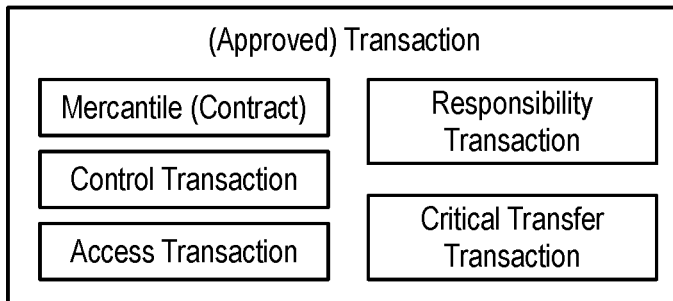 (Approved) Transaction
Mercantile (Contract)
Control Transaction
Access Transaction
Responsibility
Transaction
Critical Transfer
Transaction